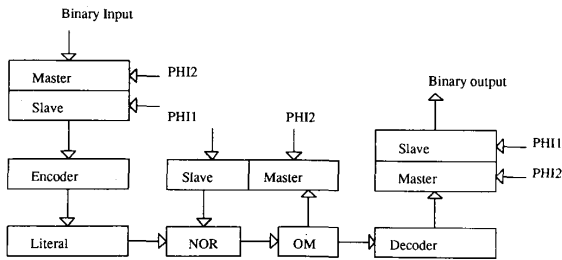 Binary Input
Master
PHI2
Slave
PHI1
PHI2
Binary output
Encoder
Slave
Master
Slave
PHI1
Master
PHI2
Literal
NOR
OM
Decoder